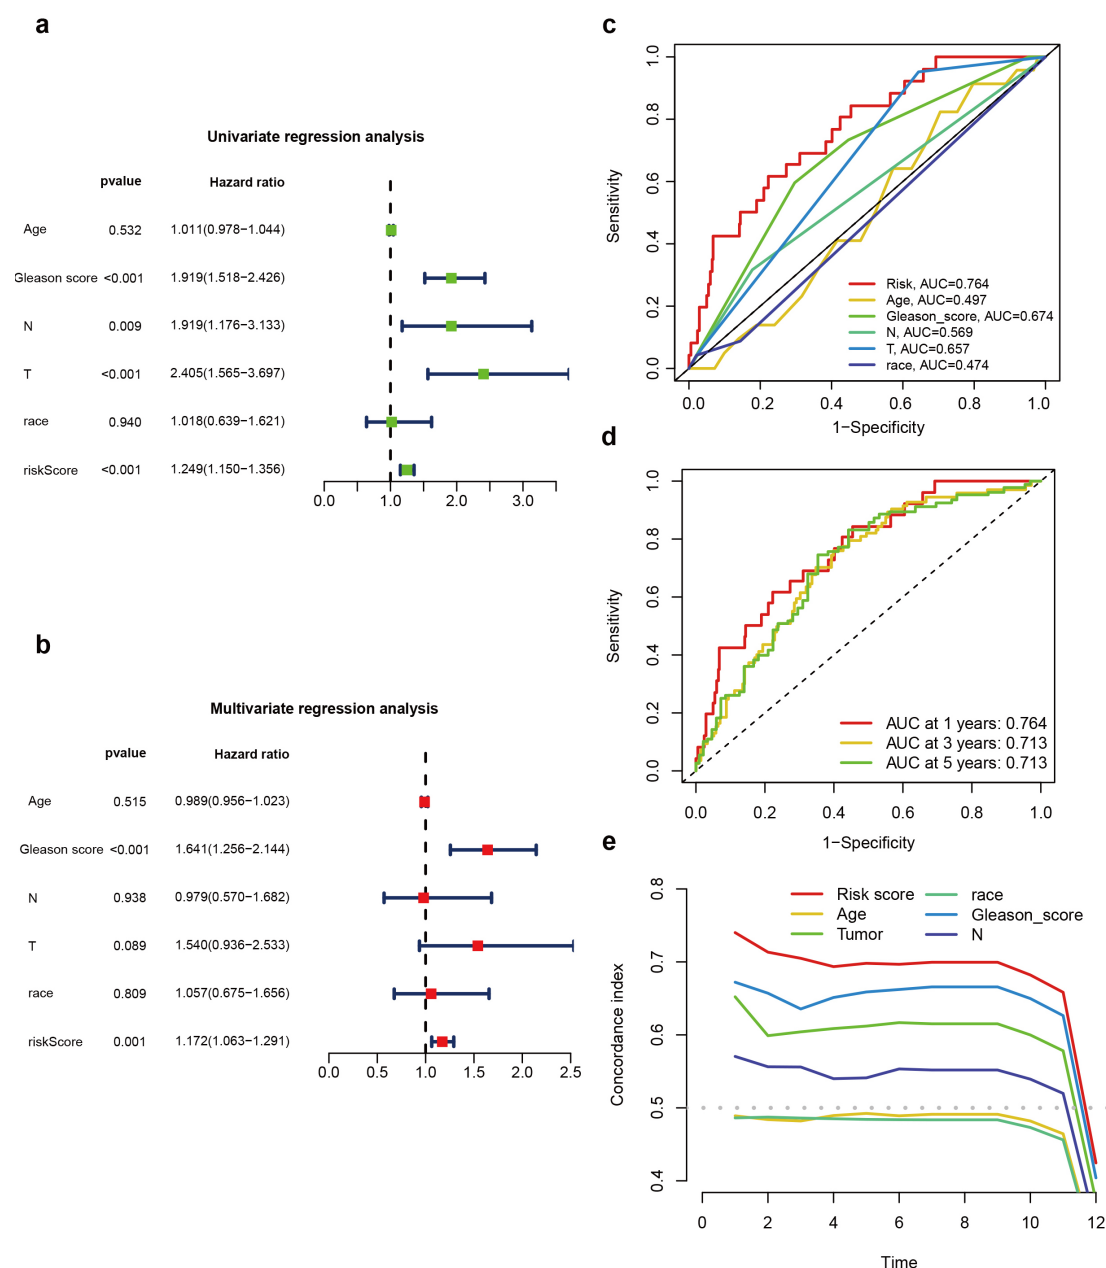 a
Univariate regression analysis
pvalue Hazard ratio
Age 0.532 1.011(0.978−1.044)
Gleason score <0.001 1.919(1.518−2.426)
N 0.009 1.919(1.176−3.133)
T <0.001 2.405(1.565−3.697)
race 0.940 1.018(0.639−1.621)
riskScore <0.001 1.249(1.150−1.356)
0.0 1.0 2.0 3.0
b
Multivariate regression analysis
pvalue Hazard ratio
Age 0.515 0.989(0.956−1.023)
Gleason score <0.001 1.641(1.256−2.144)
N 0.938 0.979(0.570−1.682)
T 0.089 1.540(0.936−2.533)
race 0.809 1.057(0.675−1.656)
riskScore 0.001 1.172(1.063−1.291)
0.0 0.5 1.0 1.5 2.0 2.5
c
Sensitivity
1.0
0.8
0.6
0.4
0.2
0.0
Risk, AUC=0.764
Age, AUC=0.497
Gleason_score, AUC=0.674
N, AUC=0.569
T, AUC=0.657
race, AUC=0.474
0.0 0.2 0.4 0.6 0.8 1.0
1−Specificity
d
Sensitivity
1.0
0.8
0.6
0.4
0.2
0.0
AUC at 1 years: 0.764
AUC at 3 years: 0.713
AUC at 5 years: 0.713
0.0 0.2 0.4 0.6 0.8 1.0
1−Specificity
e
Concordance index
0.8
0.7
0.6
0.5
0.4
Risk score race
Age Gleason_score
Tumor N
0 2 4 6 8 10 12
Time